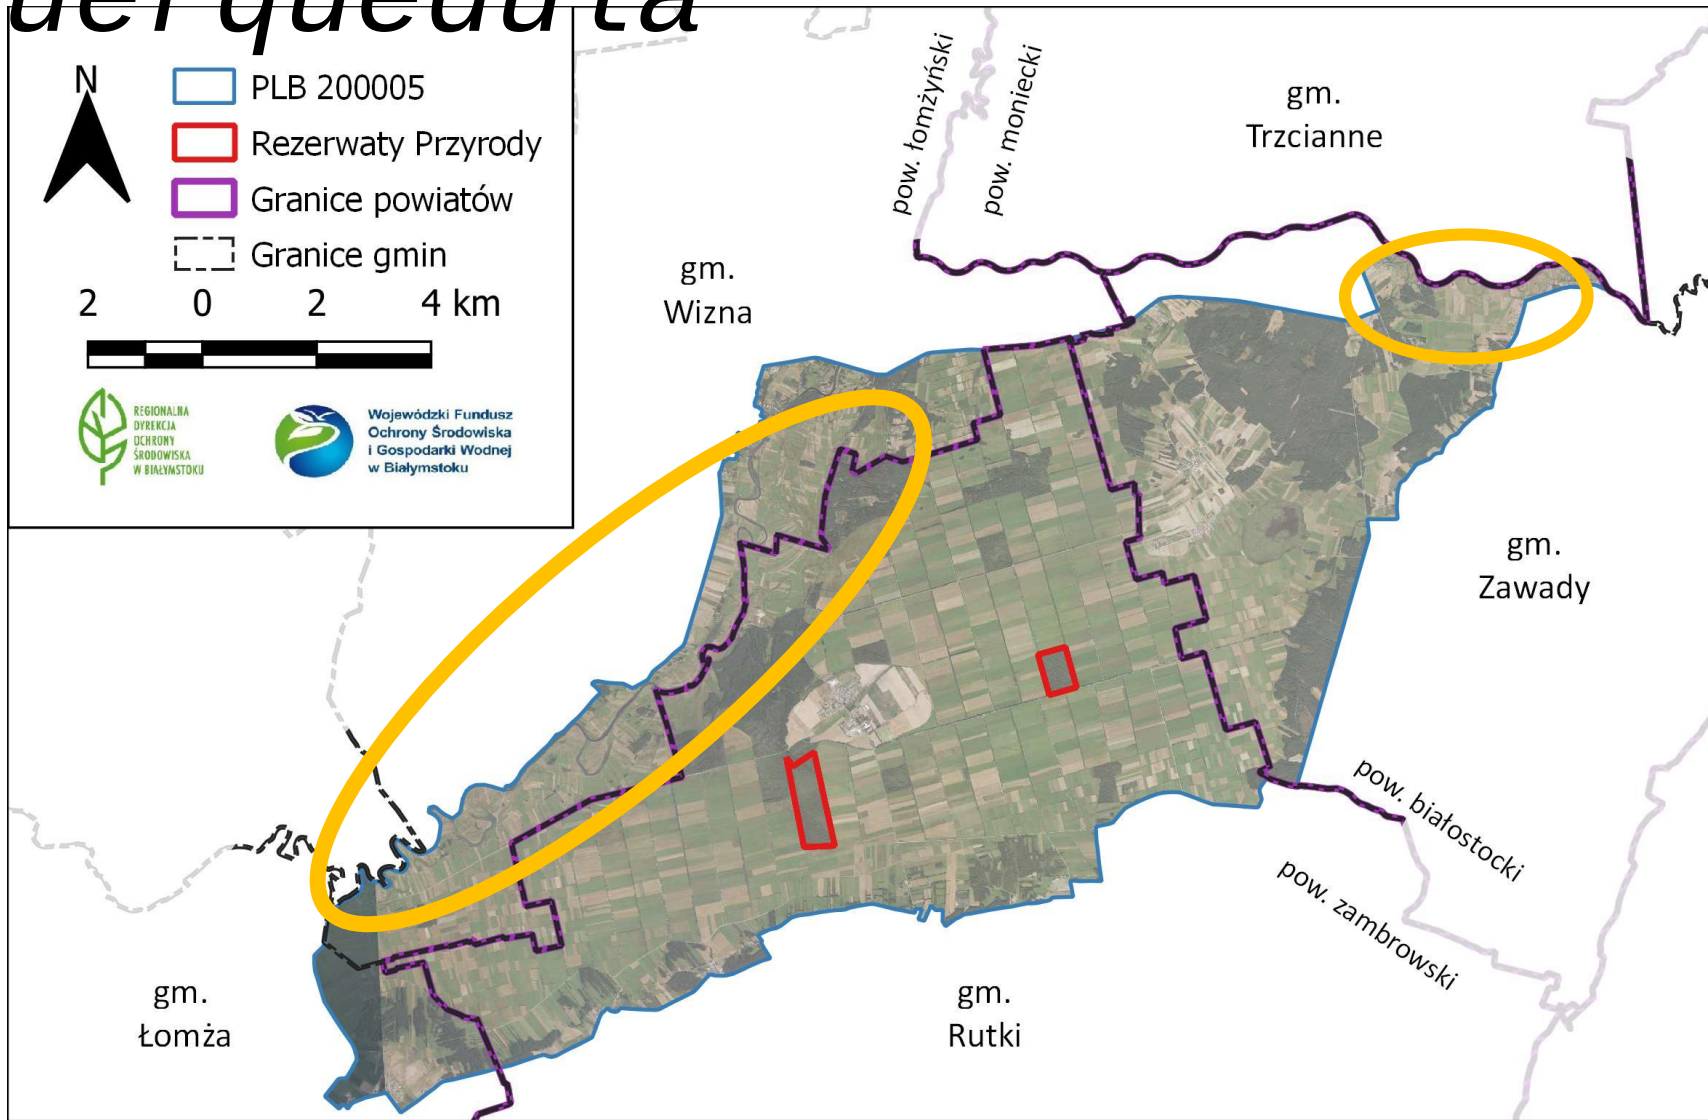 uerquedula
N
PLB 200005
Rezerwaty Przyrody
Granice powiatów
Granice gmin
2 0 2 4 km
REGIONALNA
DYREKCJA
OCHRONY
ŚRODOWISKA
W BIAŁYMSTOKU
Wojewódzki Fundusz
Ochrony Środowiska
i Gospodarki Wodnej
w Białymstoku
pow. łomżyński
pow. moniecki
gm.
Trzcianne
gm.
Wizna
gm.
Zawady
pow. białostocki
pow. zambrowski
gm.
Łomża
gm.
Rutki